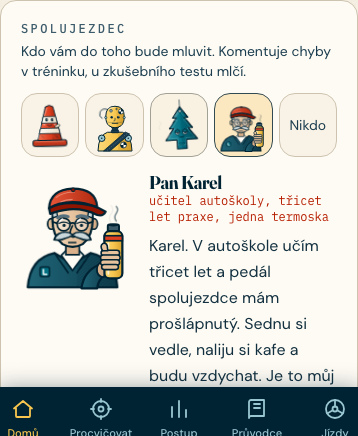 SPOLUJEZDEC
Kdo vám do toho bude mluvit. Komentuje chyby
v tréninku, u zkušebního testu mlčí.
Nikdo
Pan Karel
učitel autoškoly, třicet
let praxe, jedna termoska
Karel. V autoškole učím
třicet let a pedál
spolujezdce mám
prošlápnutý. Sednu si
vedle, naliju si kafe a
budu vzdychat. Je to můj
Domů
Procvičovat
Postup
Průvodce
Jízdy